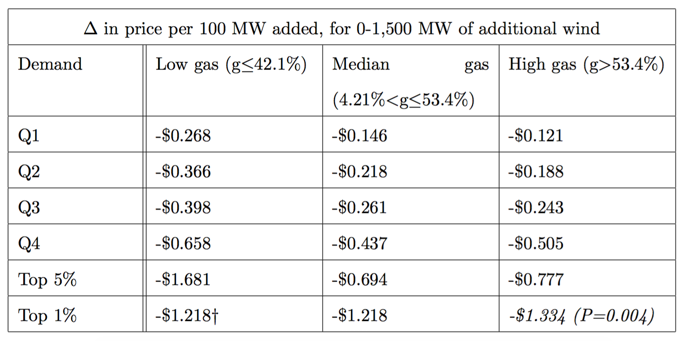 Δ in price per 100 MW added, for 0-1,500 MW of additional wind
Demand Low gas (g≤42.1%) Median gas High gas (g>53.4%)
(4.21%<g≤53.4%)
Q1 -$0.268 -$0.146 -$0.121
Q2 -$0.366 -$0.218 -$0.188
Q3 -$0.398 -$0.261 -$0.243
Q4 -$0.658 -$0.437 -$0.505
Top 5% -$1.681 -$0.694 -$0.777
Top 1% -$1.218† -$1.218 -$1.334 (P=0.004)